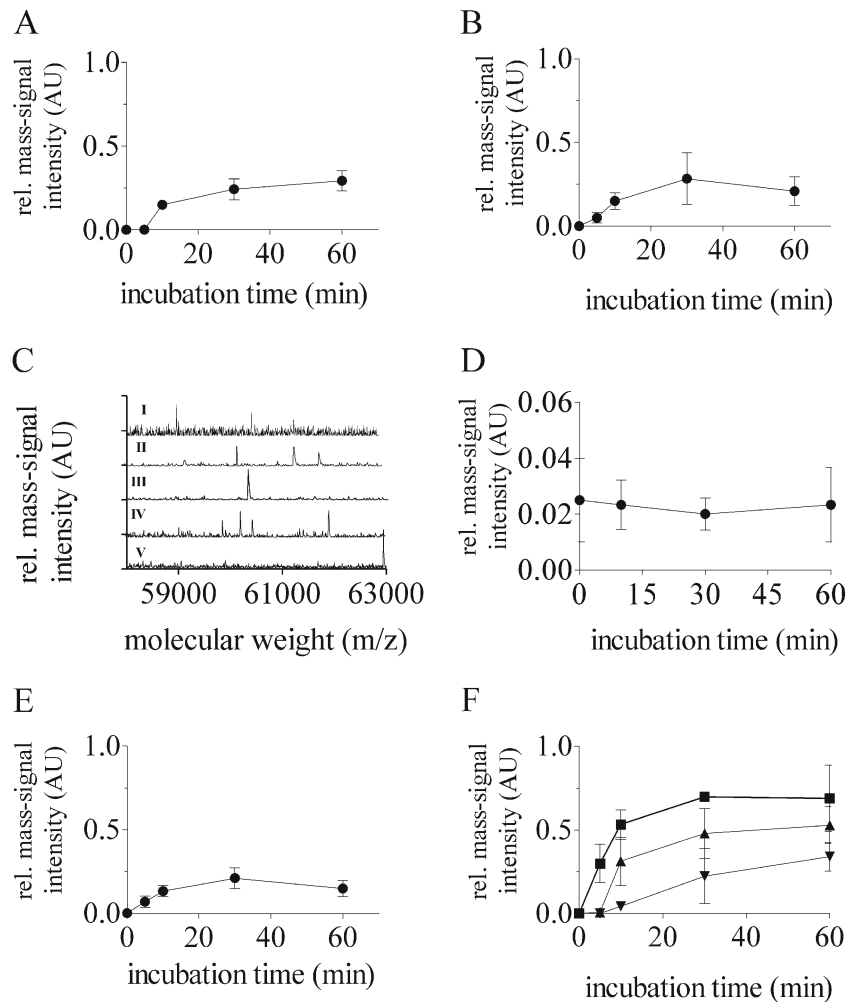 A
rel. mass-signal
intensity (AU)
1.0
0.5
0.0
0 20 40 60
incubation time (min)
B
rel. mass-signal
intensity (AU)
1.0
0.5
0.0
0 20 40 60
incubation time (min)
C
rel. mass-signal
intensity (AU)
I
II
III
IV
V
59000 61000 63000
molecular weight (m/z)
D
rel. mass-signal
intensity (AU)
0.06
0.04
0.02
0.00
0 15 30 45 60
incubation time (min)
E
rel. mass-signal
intensity (AU)
1.0
0.5
0.0
0 20 40 60
incubation time (min)
F
rel. mass-signal
intensity (AU)
1.0
0.5
0.0
0 20 40 60
incubation time (min)